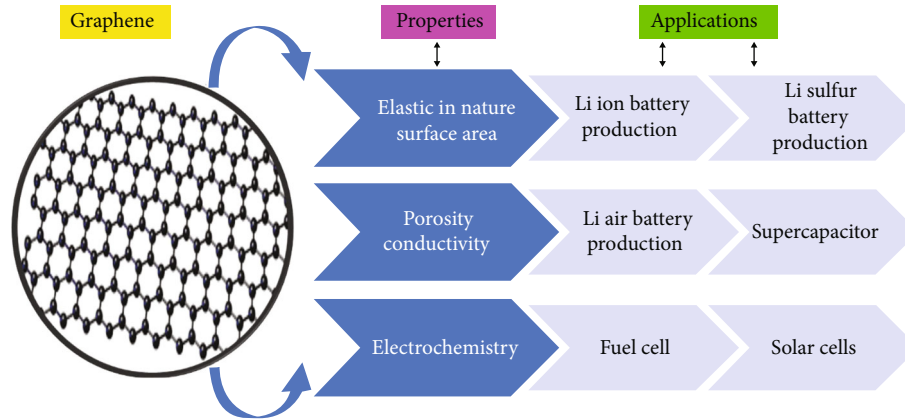 Graphene
Properties
Applications
Elastic in nature
surface area
Li ion battery
production
Li sulfur
battery
production
Porosity
conductivity
Li air battery
production
Supercapacitor
Electrochemistry
Fuel cell
Solar cells